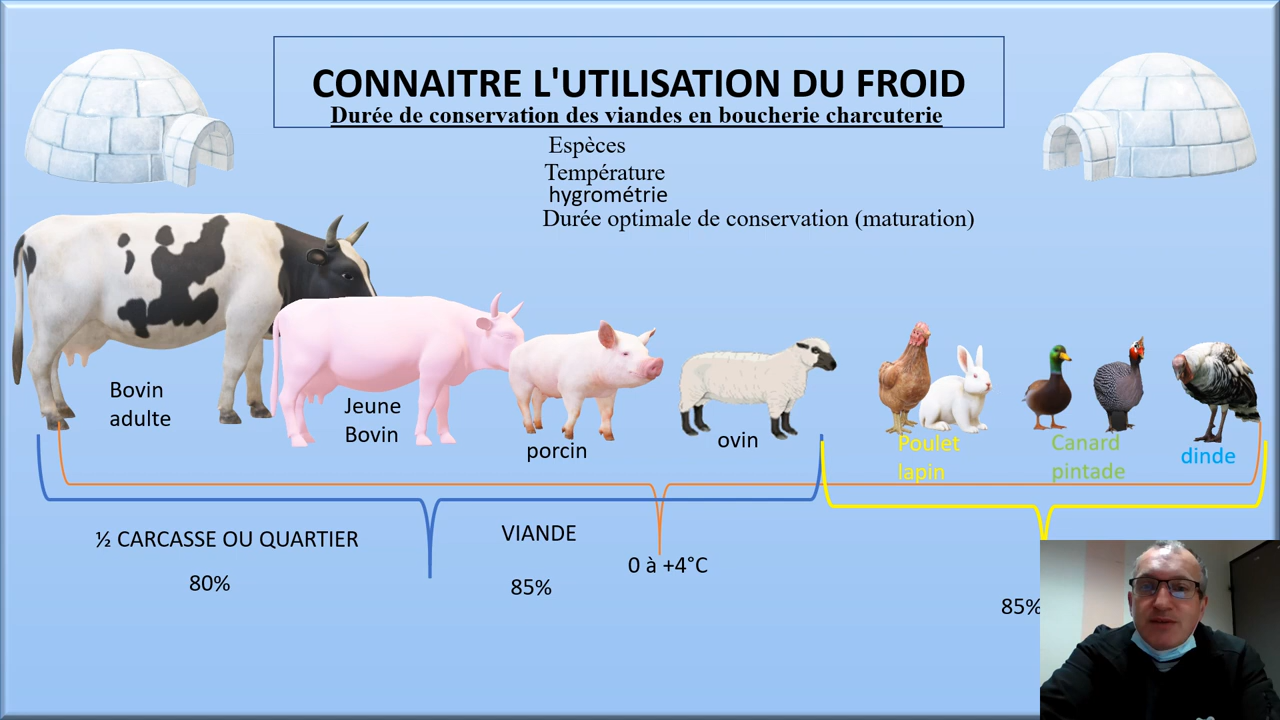 CONNAITRE L'UTILISATION DU FROID
Durée de conservation des viandes en boucherie charcuterie
Espèces
Température
hygrométrie
Durée optimale de conservation (maturation)
Bovin
adulte
Jeune
Bovin
porcin
ovin
Poulet
lapin
Canard
pintade
dinde
½ CARCASSE OU QUARTIER
80%
VIANDE
85%
0 à +4°C
85%